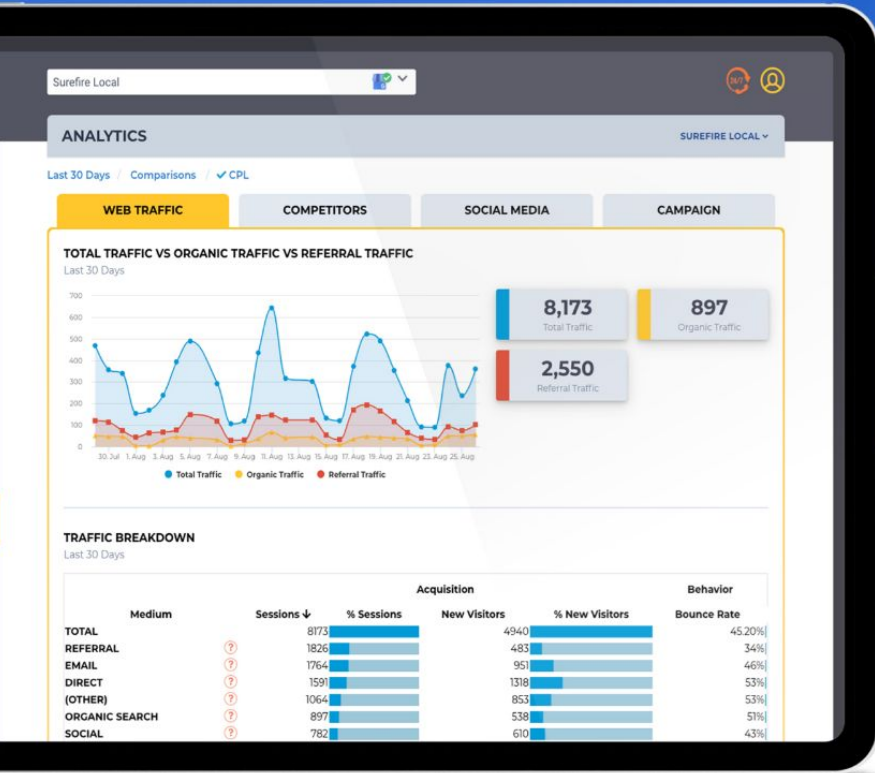 Surefire Local
24/7
ANALYTICS
SUREFIRE LOCAL
Last 30 Days / Comparisons / ✓ CPL
WEB TRAFFIC COMPETITORS SOCIAL MEDIA CAMPAIGN
TOTAL TRAFFIC VS ORGANIC TRAFFIC VS REFERRAL TRAFFIC
Last 30 Days
700
600
500
400
300
200
100
0
30. Jul 1. Aug 3. Aug 5. Aug 7. Aug 9. Aug 11. Aug 13. Aug 15. Aug 17. Aug 19. Aug 21. Aug 23. Aug 25. Aug
Total Traffic Organic Traffic Referral Traffic
8,173
Total Traffic
897
Organic Traffic
2,550
Referral Traffic
TRAFFIC BREAKDOWN
Last 30 Days
Acquisition Behavior
Medium Sessions ↓ % Sessions New Visitors % New Visitors Bounce Rate
TOTAL 8173 4940 45.20%
REFERRAL ? 1826 483 34%
EMAIL ? 1764 951 46%
DIRECT ? 1591 1318 53%
(OTHER) ? 1064 853 53%
ORGANIC SEARCH ? 897 538 51%
SOCIAL ? 782 610 43%